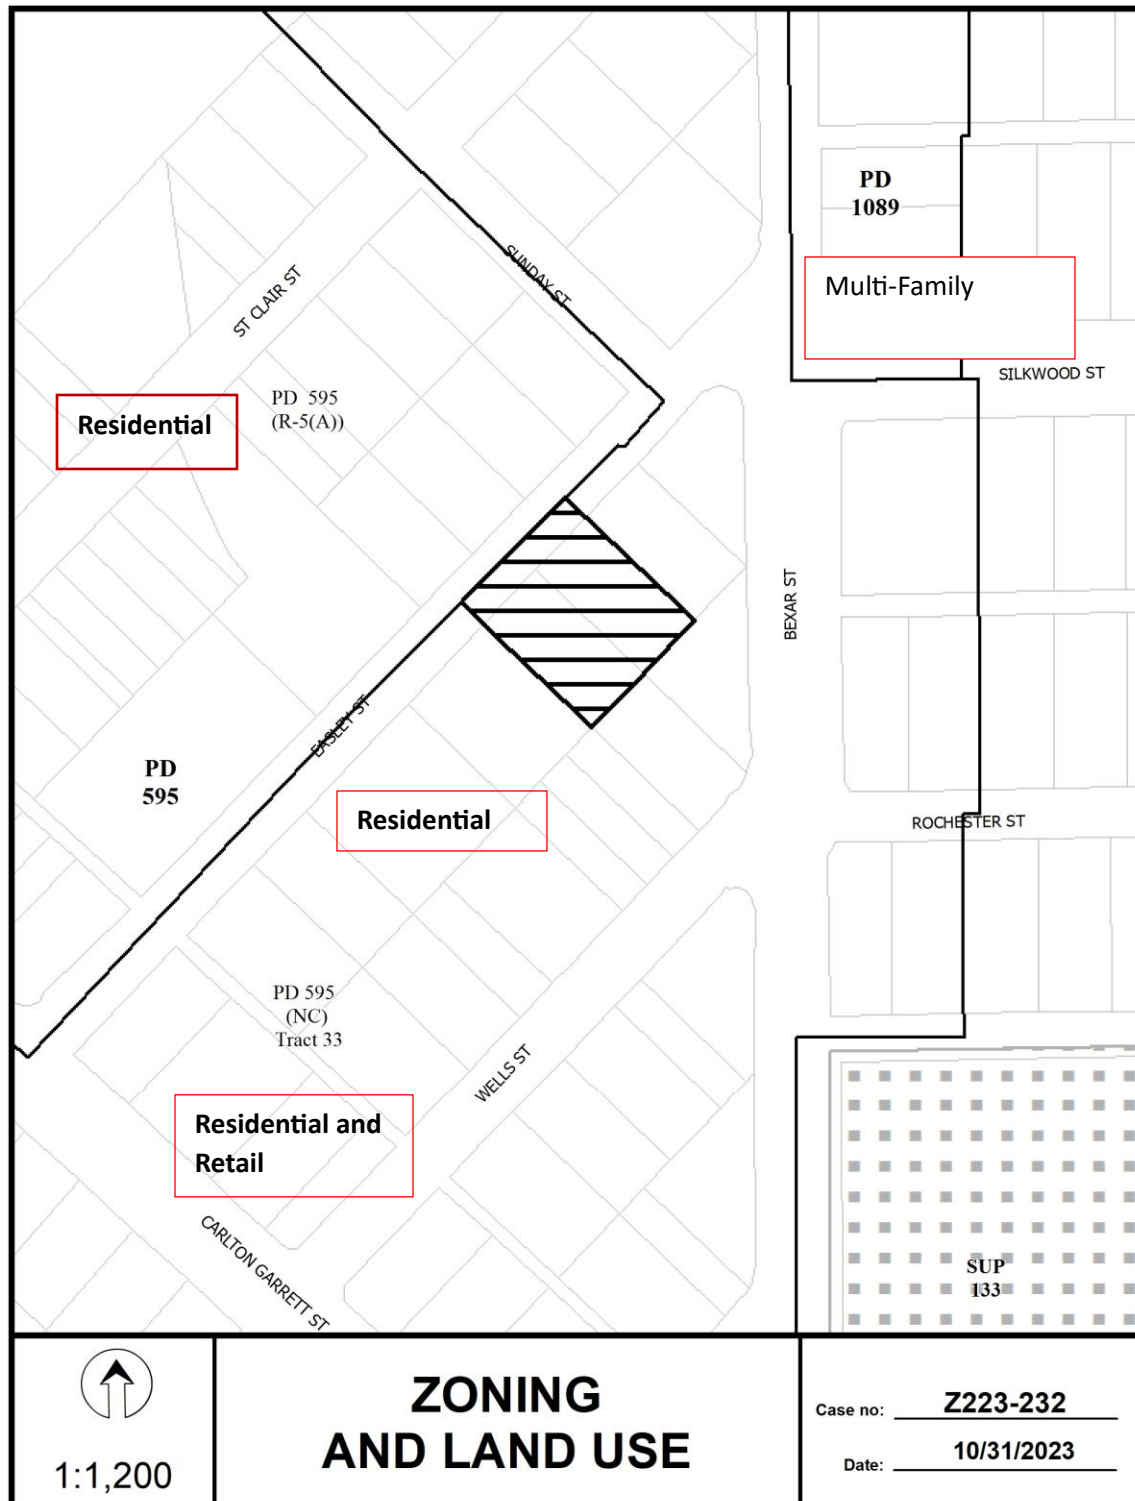 PD
1089
Multi-Family
SUNDAY ST
ST CLAIR ST
SILKWOOD ST
PD 595
(R-5(A))
Residential
BEXAR ST
EASLEY ST
PD
595
Residential
ROCHESTER ST
PD 595
(NC)
Tract 33
WELLS ST
Residential and
Retail
CARLTON GARRETT ST
SUP
133
1:1,200
ZONING
AND LAND USE
Case no: Z223-232
Date: 10/31/2023